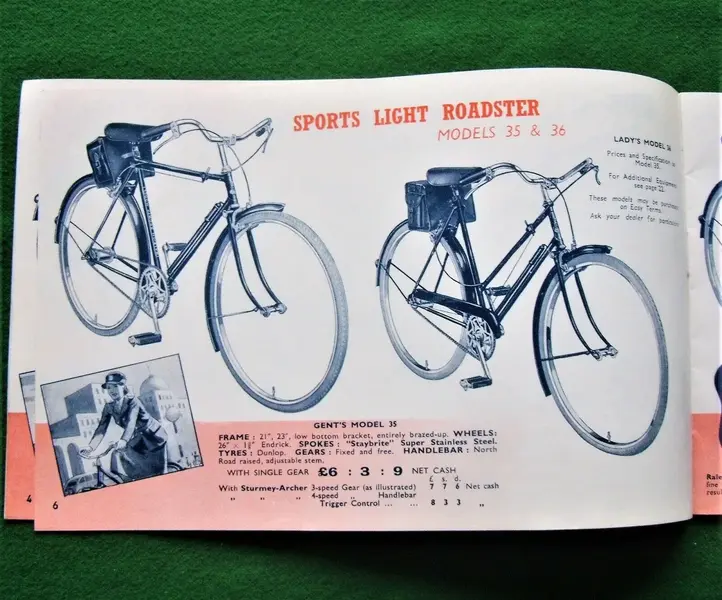 SPORTS LIGHT ROADSTER
MODELS 35 & 36
LADY'S MODEL 36
Prices and Specification as
Model 35.
For Additional Equipment
see page 22.
These models may be purchased
on Easy Terms.
Ask your dealer for
GENT'S MODEL 35
FRAME : 21", 23", low bottom bracket, entirely brazed-up. WHEELS :
26" × 1⅜" Endrick. SPOKES : "Staybrite" Super Stainless Steel.
TYRES : Dunlop. GEARS : Fixed and free. HANDLEBAR : North
Road raised, adjustable stem.
WITH SINGLE GEAR £6 : 3 : 9 NET CASH
£ s. d.
With Sturmey-Archer 3-speed Gear (as illustrated) 7 7 6 Net cash
" " " 4-speed " Handlebar
Trigger Control ... ... 8 3 3 "
4
6
Rale
fine
resul